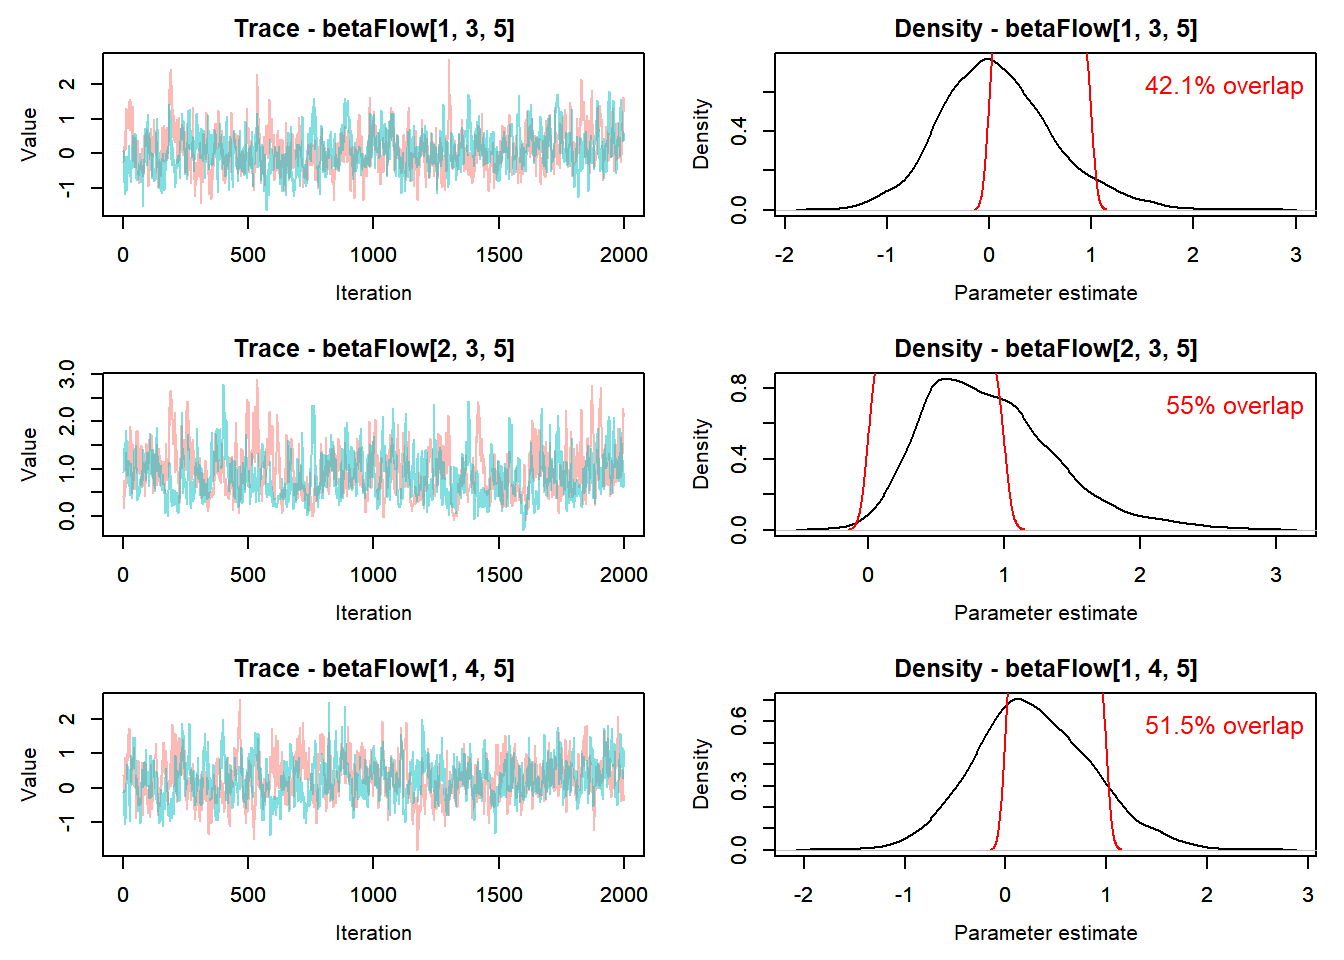 Trace - betaFlow[1, 3, 5]
Value
-1 0 1 2
0 500 1000 1500 2000
Iteration
Density - betaFlow[1, 3, 5]
42.1% overlap
Density
0.0 0.4
-2 -1 0 1 2 3
Parameter estimate
Trace - betaFlow[2, 3, 5]
Value
0.0 1.0 2.0 3.0
0 500 1000 1500 2000
Iteration
Density - betaFlow[2, 3, 5]
55% overlap
Density
0.0 0.4 0.8
0 1 2 3
Parameter estimate
Trace - betaFlow[1, 4, 5]
Value
-1 0 1 2
0 500 1000 1500 2000
Iteration
Density - betaFlow[1, 4, 5]
51.5% overlap
Density
0.0 0.3 0.6
-2 -1 0 1 2 3
Parameter estimate